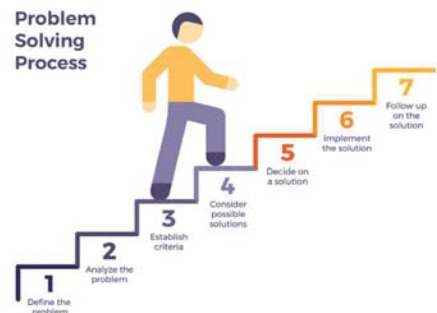 Problem
Solving
Process
1
Define the
problem
2
Analyze the
problem
3
Establish
criteria
4
Consider
possible
solutions
5
Decide on
a solution
6
Implement
the solution
7
Follow up
on the
solution